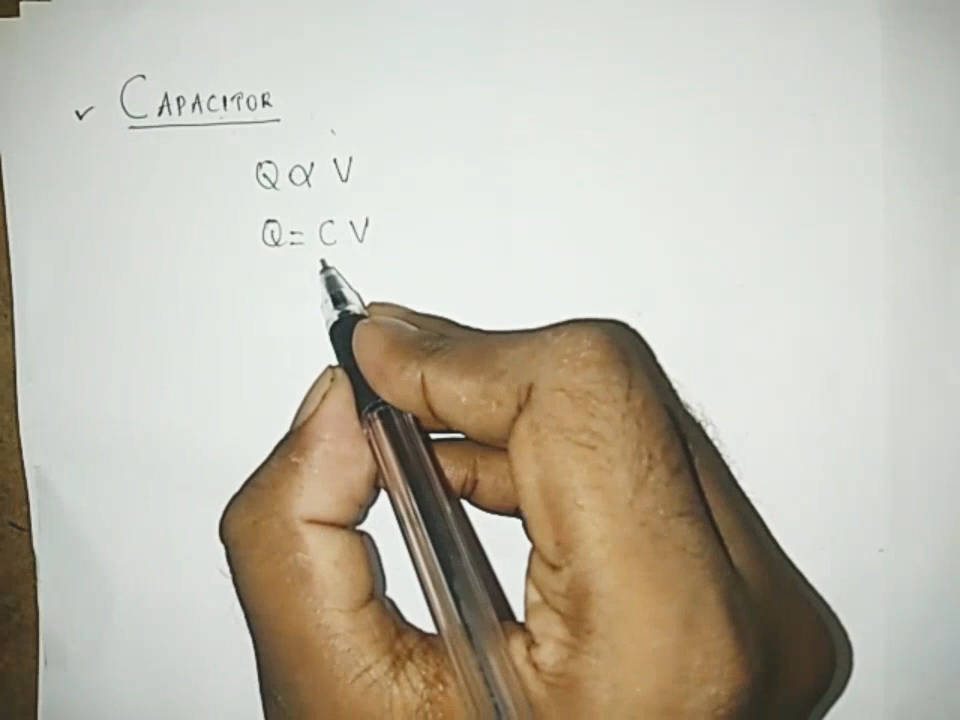 ✓ CAPACITOR
Q ∝ V
Q = C V